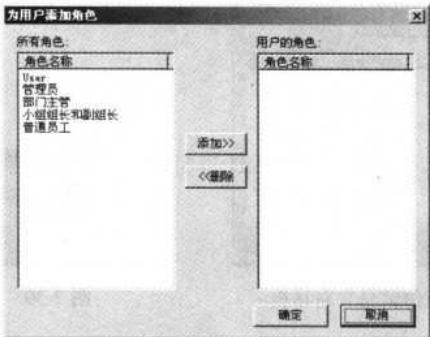 为用户添加角色
所有角色:
角色名称
User
管理员
部门主管
小组组长和副组长
普通员工
添加>>
<<删除
用户的角色:
角色名称
确定
取消